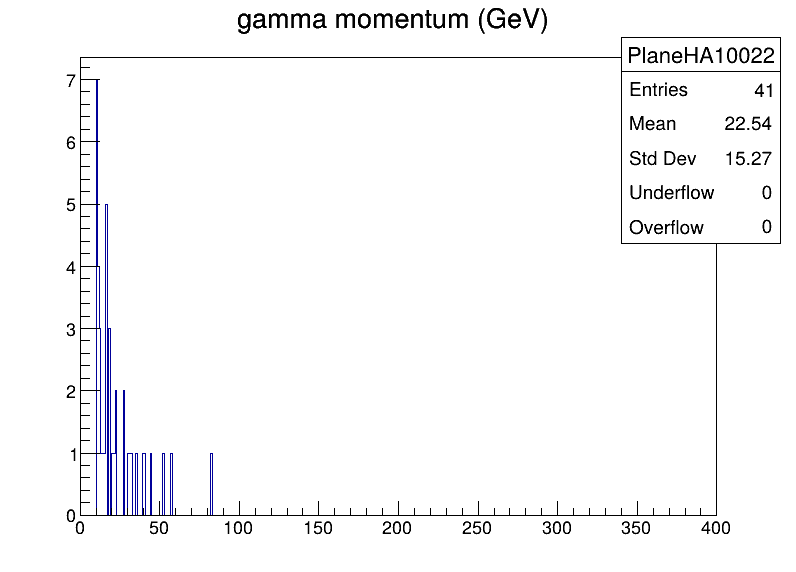 gamma momentum (GeV)
PlaneHA10022
Entries 41
Mean 22.54
Std Dev 15.27
Underflow 0
Overflow 0
7
6
5
4
3
2
1
0
0 50 100 150 200 250 300 350 400